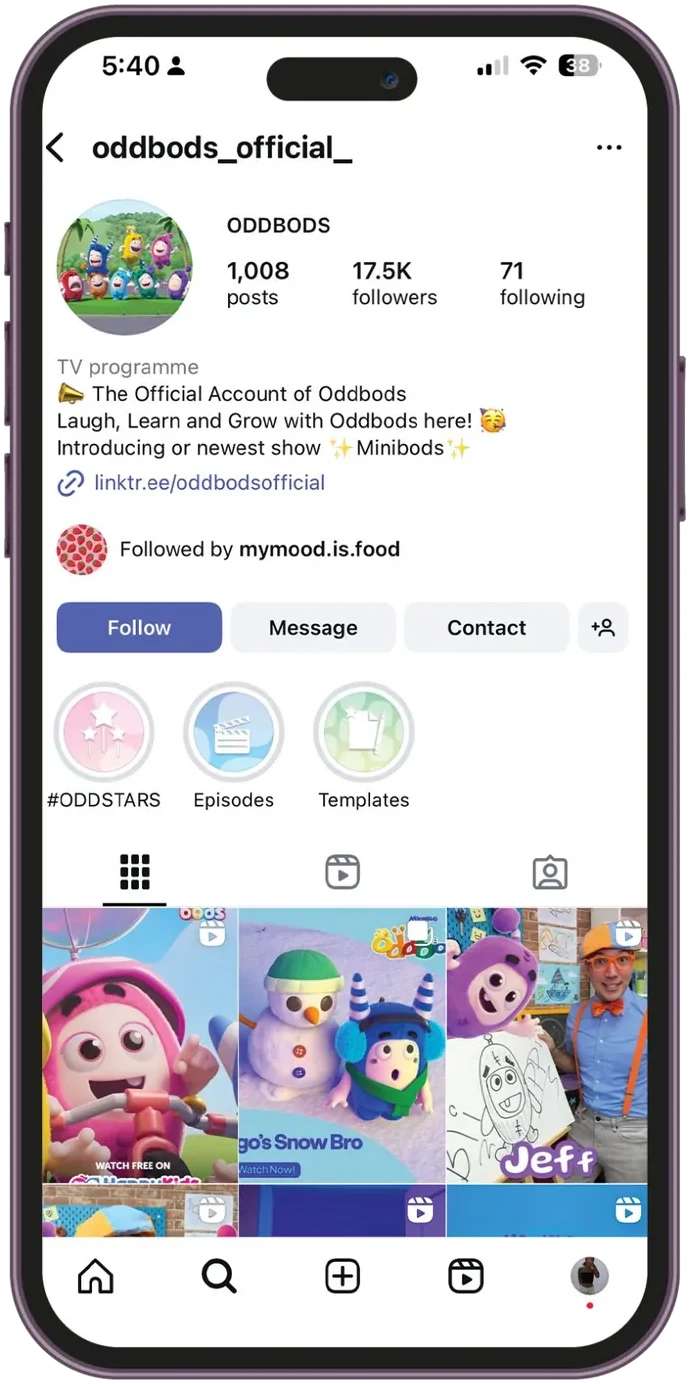 5:40
38
oddbods_official_
ODDBODS
1,008 17.5K 71
posts followers following
TV programme
The Official Account of Oddbods
Laugh, Learn and Grow with Oddbods here!
Introducing or newest show ✨Minibods✨
linktr.ee/oddbodsofficial
Followed by mymood.is.food
Follow Message Contact
#ODDSTARS Episodes Templates
go's Snow Bro
Watch Now!
WATCH FREE ON
HappyKids
Jeff